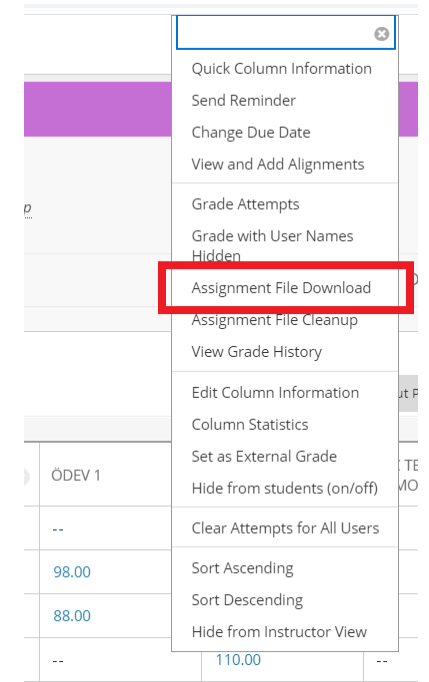 Quick Column Information
Send Reminder
Change Due Date
View and Add Alignments
Grade Attempts
Grade with User Names
Hidden
Assignment File Download
Assignment File Cleanup
View Grade History
Edit Column Information
Column Statistics
Set as External Grade
Hide from students (on/off)
Clear Attempts for All Users
Sort Ascending
Sort Descending
Hide from Instructor View
ÖDEV 1
--
98.00
88.00
-- 110.00 --